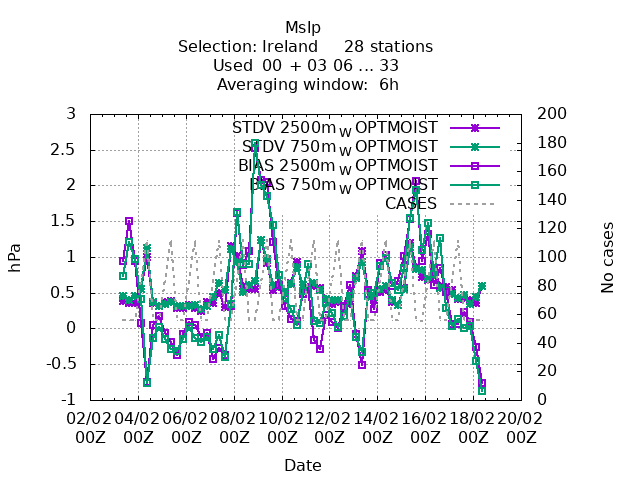 Mslp
Selection: Ireland 28 stations
Used 00 + 03 06 ... 33
Averaging window: 6h
3 200
2.5 180
2 160
1.5 140
1 120
0.5 100
0 80
-0.5 60
-1 40
20
0
hPa
No cases
STDV 2500m_W OPTMOIST
STDV 750m_W OPTMOIST
BIAS 2500m_W OPTMOIST
BIAS 750m_W OPTMOIST
CASES
02/02 04/02 06/02 08/02 10/02 12/02 14/02 16/02 18/02 20/02
00Z 00Z 00Z 00Z 00Z 00Z 00Z 00Z 00Z 00Z
Date